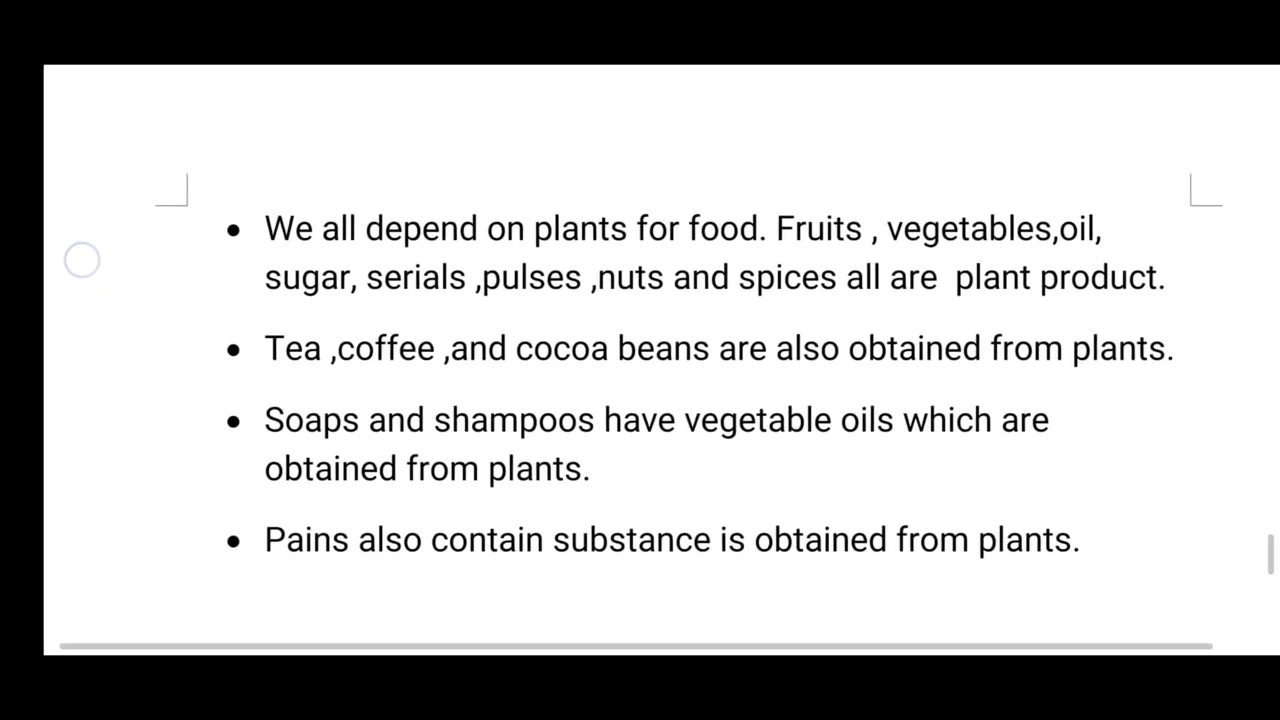 • We all depend on plants for food. Fruits , vegetables,oil,
sugar, serials ,pulses ,nuts and spices all are  plant product.
• Tea ,coffee ,and cocoa beans are also obtained from plants.
• Soaps and shampoos have vegetable oils which are
obtained from plants.
• Pains also contain substance is obtained from plants.